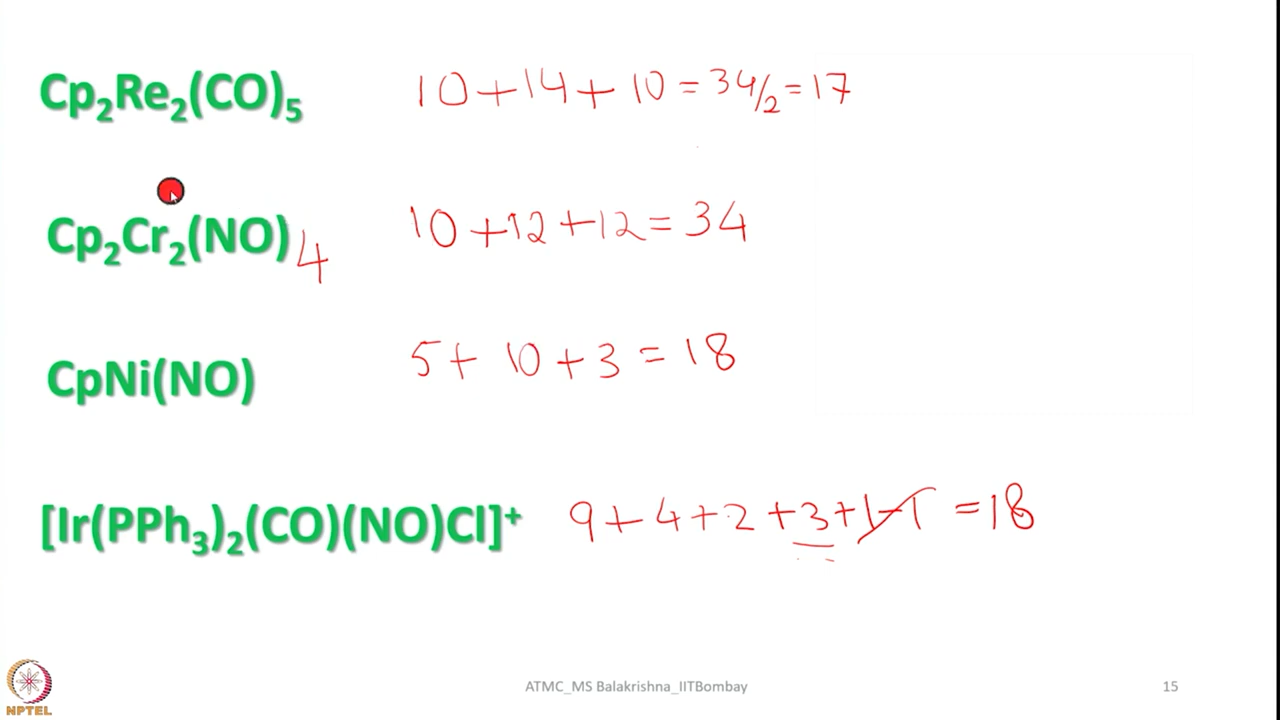 Cp₂Re₂(CO)₅ 10+14+10=34/2=17
Cp₂Cr₂(NO)4 10+12+12=34
CpNi(NO) 5+10+3=18
[Ir(PPh₃)₂(CO)(NO)Cl]⁺ 9+4+2+3+1-1=18
NPTEL
ATMC_MS Balakrishna_IITBombay
15